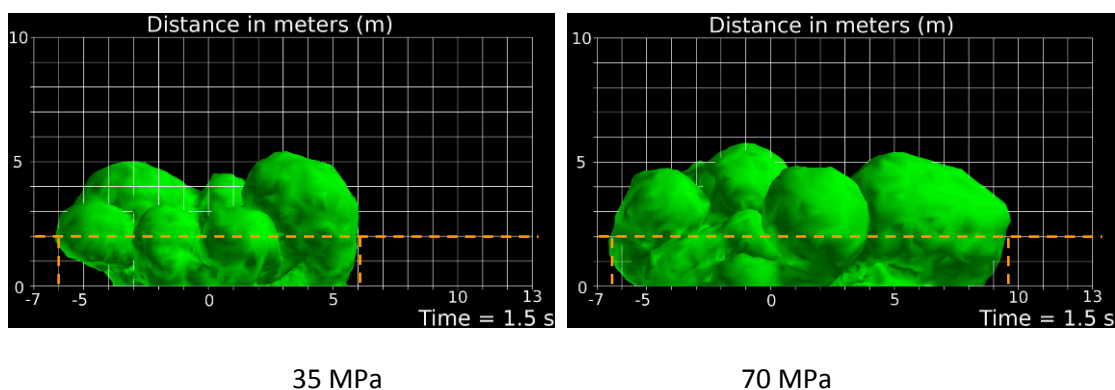 Distance in meters (m)
10
5
0
-7 -5 0 5 10 13
Time = 1.5 s
Distance in meters (m)
10
5
0
-7 -5 0 5 10 13
Time = 1.5 s
35 MPa
70 MPa